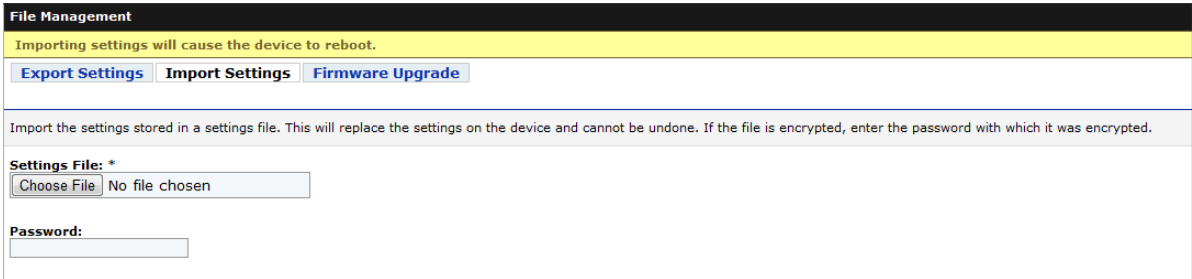 File Management
Importing settings will cause the device to reboot.
Export Settings Import Settings Firmware Upgrade
Import the settings stored in a settings file. This will replace the settings on the device and cannot be undone. If the file is encrypted, enter the password with which it was encrypted.
Settings File: *
Choose File No file chosen
Password: